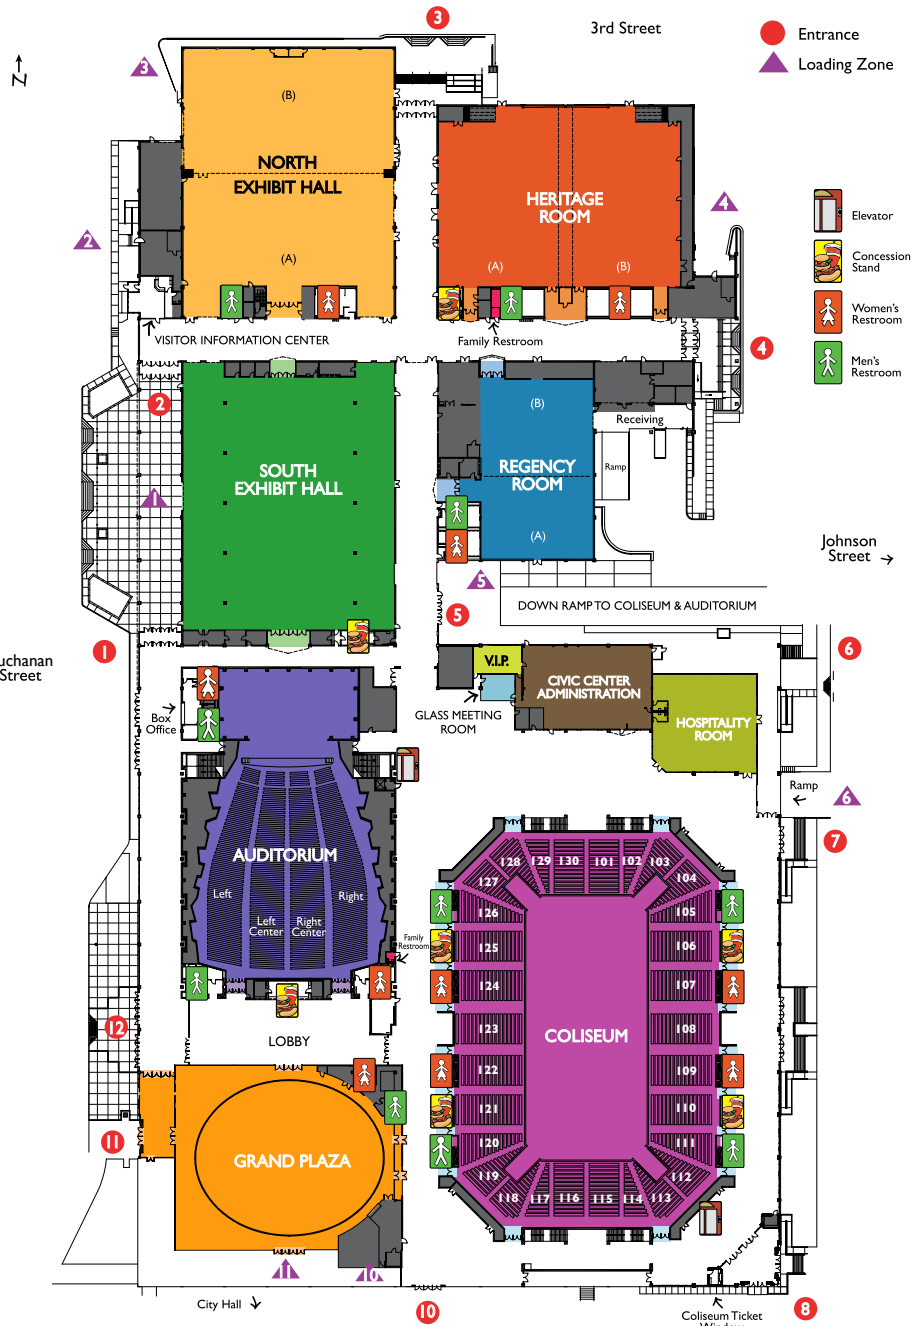 3
3rd Street
Entrance
Loading Zone
N
3
(B)
NORTH
EXHIBIT HALL
(A)
HERITAGE
ROOM
(A)
(B)
4
2
Elevator
Concession
Stand
Women's
Restroom
Men's
Restroom
VISITOR INFORMATION CENTER
Family Restroom
4
2
(B)
Receiving
SOUTH
EXHIBIT HALL
REGENCY
ROOM
Ramp
1
(A)
Johnson
Street
5
DOWN RAMP TO COLISEUM & AUDITORIUM
5
1
6
uchanan
Street
V.I.P.
CIVIC CENTER
ADMINISTRATION
Box
Office
GLASS MEETING
ROOM
HOSPITALITY
ROOM
Ramp
6
7
AUDITORIUM
Left
Left
Center
Right
Center
Right
Family
Restroom
128
129
130
101
102
103
127
104
126
105
125
106
124
107
123
COLISEUM
108
122
109
121
110
120
111
119
112
118
117
116
115
114
113
12
LOBBY
11
GRAND PLAZA
11
10
City Hall
10
Coliseum Ticket
Window
8